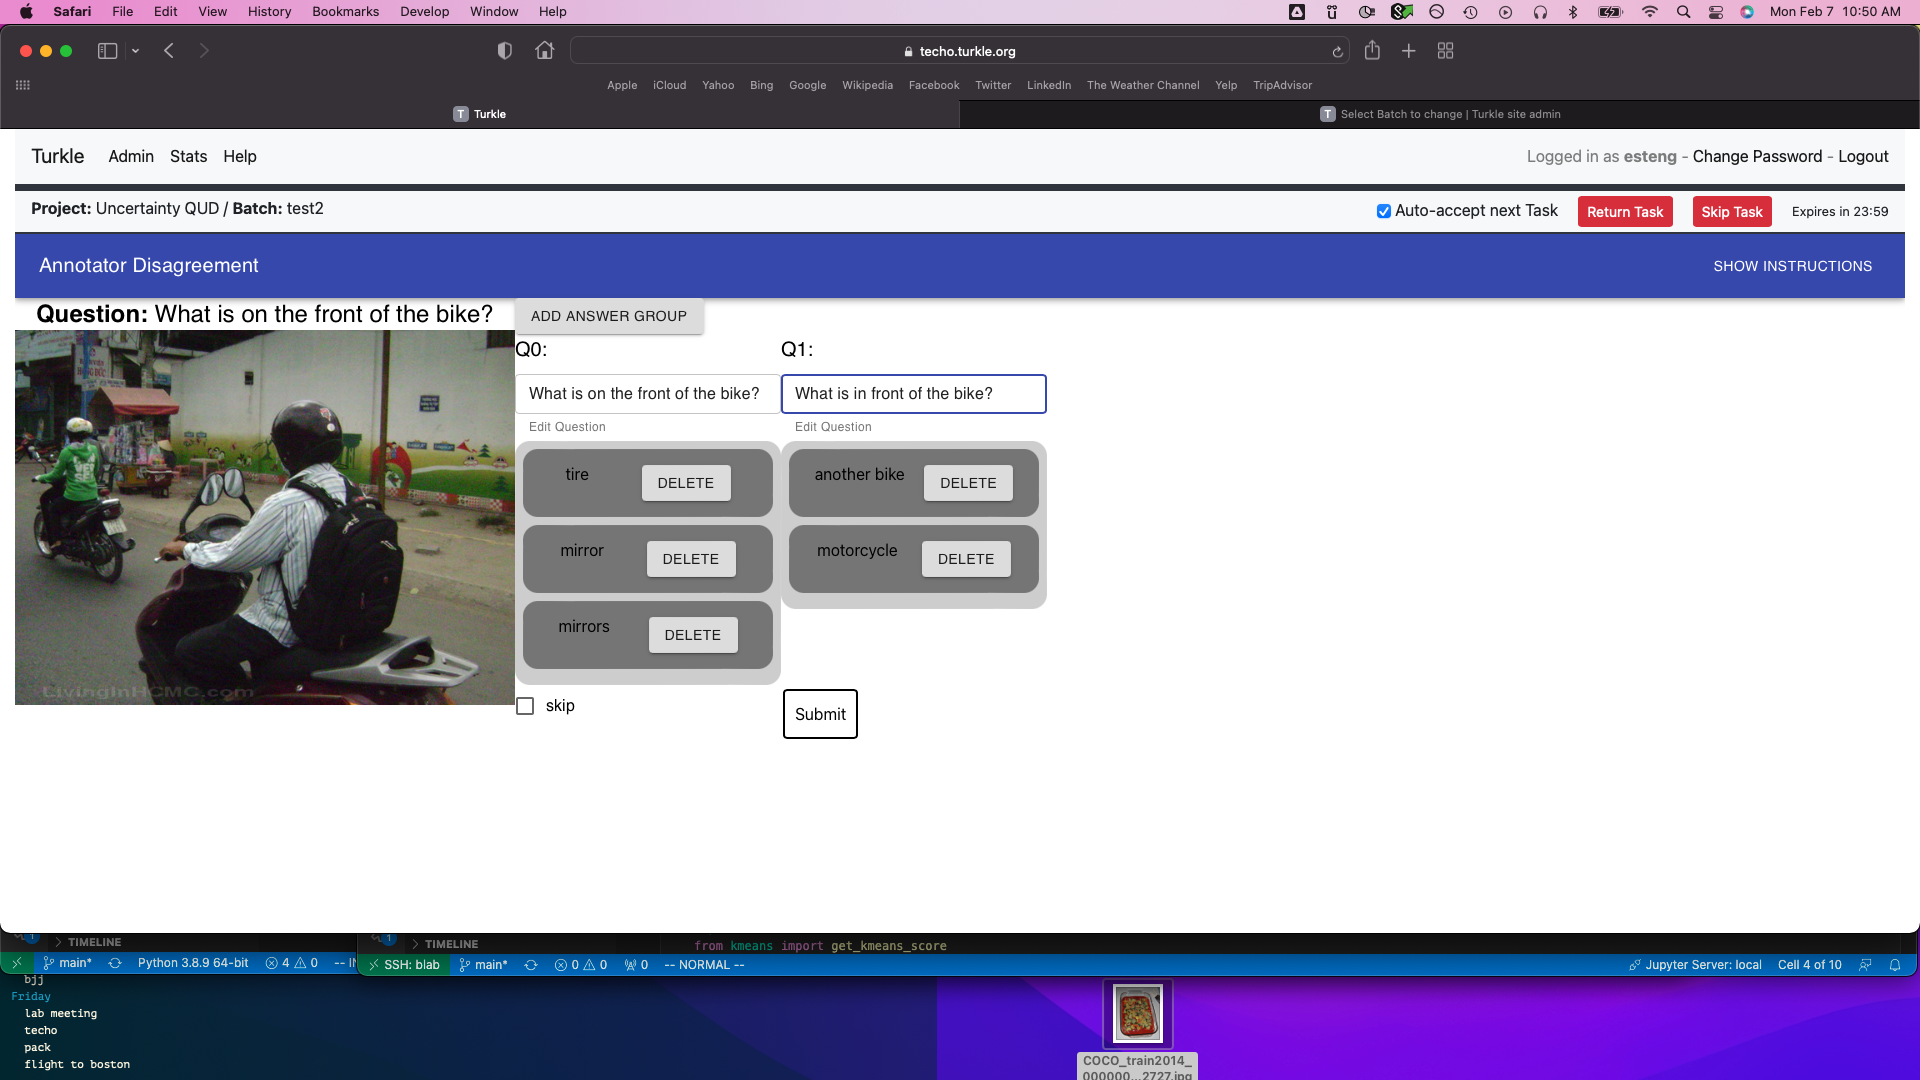 Safari File Edit View History Bookmarks Develop Window Help
Mon Feb 7 10:50 AM
techo.turkle.org
Apple iCloud Yahoo Bing Google Wikipedia Facebook Twitter LinkedIn The Weather Channel Yelp TripAdvisor
T Turkle
T Select Batch to change | Turkle site admin
Turkle Admin Stats Help
Logged in as esteng - Change Password - Logout
Project: Uncertainty QUD / Batch: test2
Auto-accept next Task Return Task Skip Task Expires in 23:59
Annotator Disagreement
SHOW INSTRUCTIONS
Question: What is on the front of the bike?
ADD ANSWER GROUP
Q0: Q1:
What is on the front of the bike? What is in front of the bike?
Edit Question Edit Question
tire DELETE another bike DELETE
mirror DELETE motorcycle DELETE
mirrors DELETE
LivingInHCMC.com
skip
Submit
1 TIMELINE 1 TIMELINE
from kmeans import get_kmeans_score
main* Python 3.8.9 64-bit 4 0 SSH: blab main* 0 0 0 -- NORMAL -- Jupyter Server: local Cell 4 of 10
bjj
Friday
lab meeting
techo
pack
flight to boston
COCO_train2014_
000000...2727.jpg